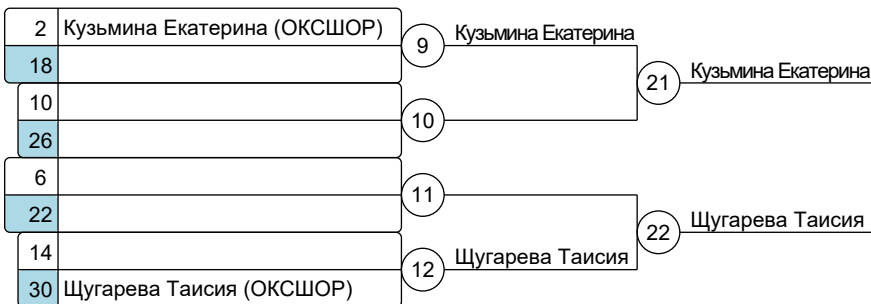 2 Кузьмина Екатерина (ОКСШОР)
9 Кузьмина Екатерина
18
21 Кузьмина Екатерина
10
10
26
6
11
22
22 Щугарева Таисия
14
12 Щугарева Таисия
30 Щугарева Таисия (ОКСШОР)